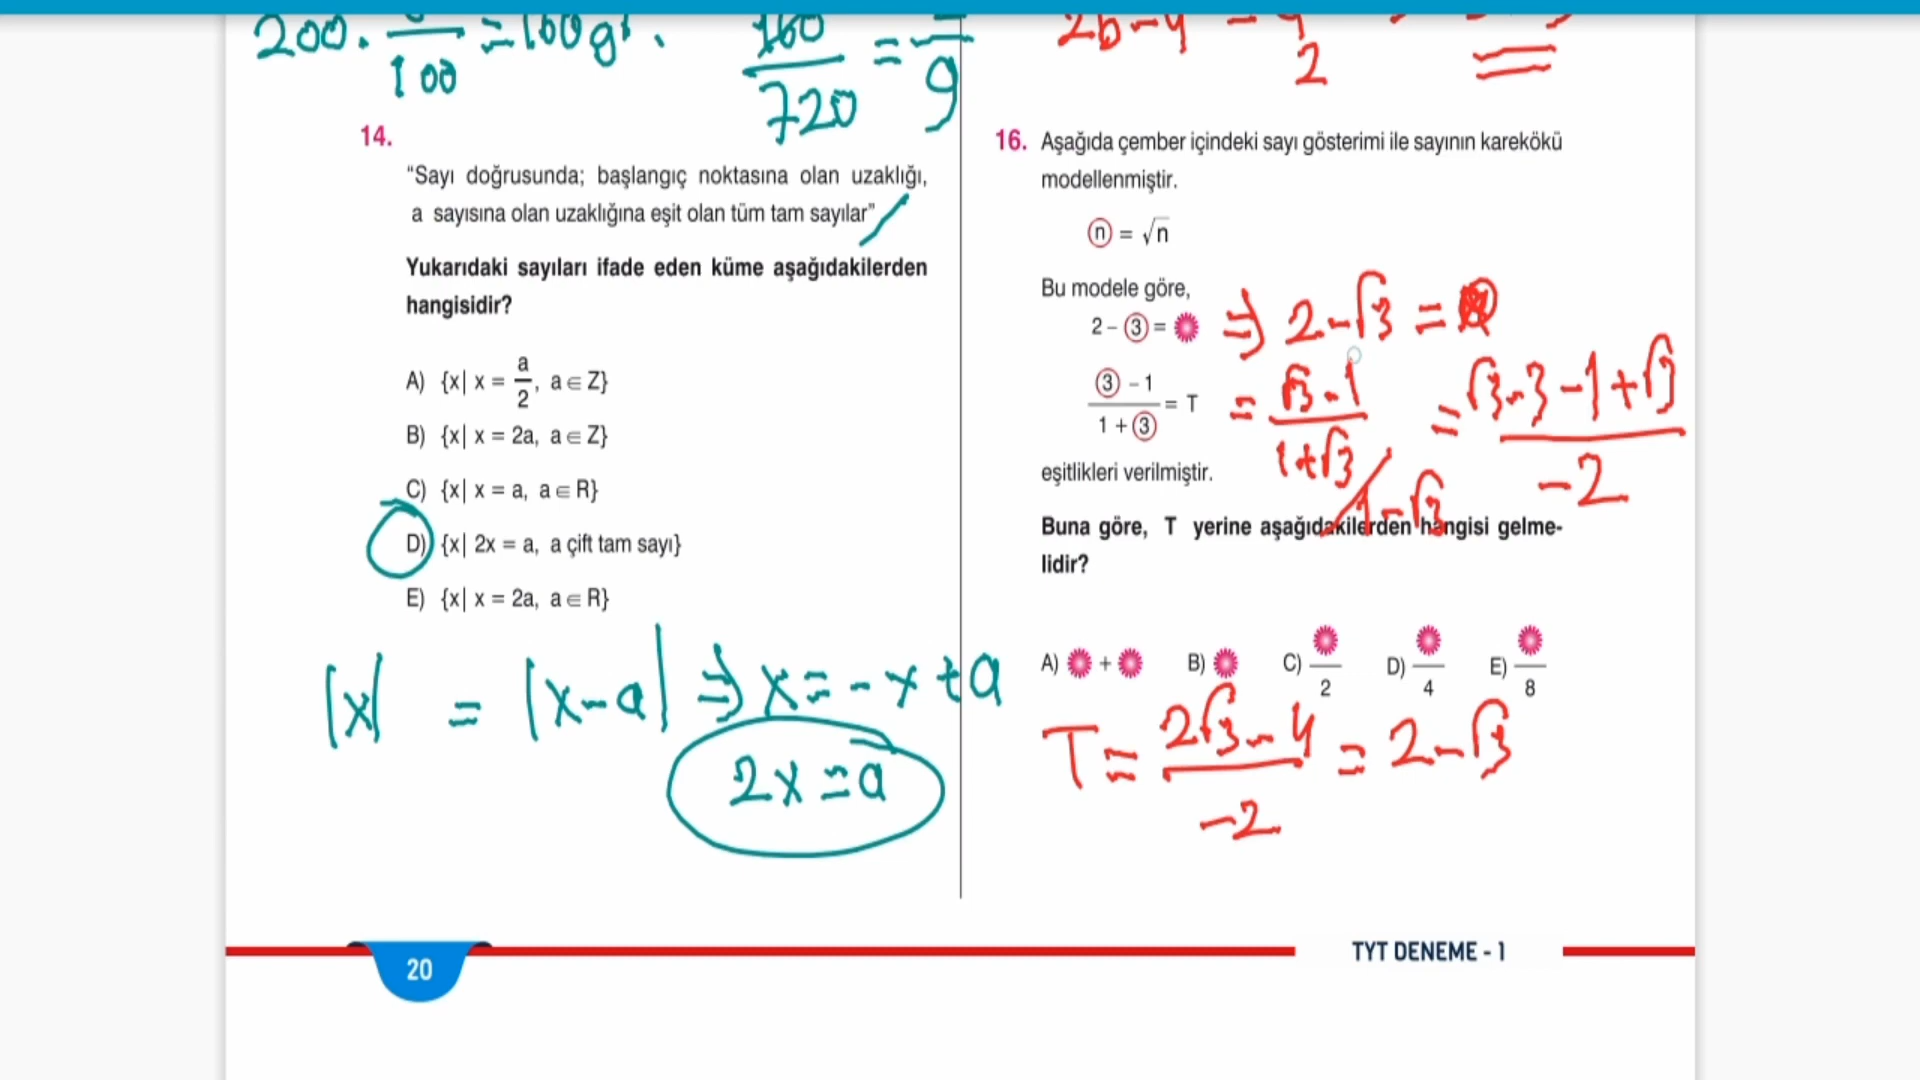 200 . /100 = 160 gr . 160/720 = /9
14.
“Sayı doğrusunda; başlangıç noktasına olan uzaklığı,
a sayısına olan uzaklığına eşit olan tüm tam sayılar”
Yukarıdaki sayıları ifade eden küme aşağıdakilerden
hangisidir?
A) {x| x = a/2, a ∈ Z}
B) {x| x = 2a, a ∈ Z}
C) {x| x = a, a ∈ R}
D) {x| 2x = a, a çift tam sayı}
E) {x| x = 2a, a ∈ R}
|x| = |x-a| ⇒ x = -x + a
2x = a
20
2b-4 =
2
16. Aşağıda çember içindeki sayı gösterimi ile sayının karekökü
modellenmiştir.
ⓝ = √n
Bu modele göre,
2 – ③ = ⇒ 2-√3 =
③ – 1 / 1 + ③ = T = √3-1 / 1+√3 = √3-3-1+√3 / -2
1-√3
eşitlikleri verilmiştir.
Buna göre, T yerine aşağıdakilerden hangisi gelme-
lidir?
A) + B) C) /2 D) /4 E) /8
T = 2√3-4 / -2 = 2-√3
TYT DENEME - 1